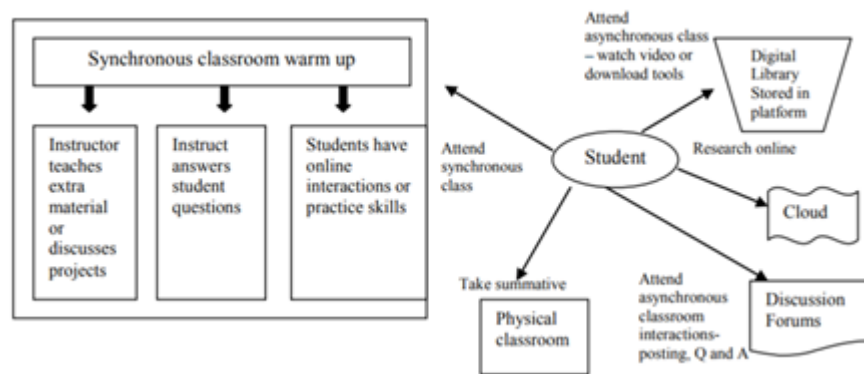 Synchronous classroom warm up
Instructor
teaches
extra
material
or
discusses
projects
Instruct
answers
student
questions
Students have
online
interactions or
practice skills
Attend
synchronous
class
Student
Attend
asynchronous class
– watch video or
download tools
Digital
Library
Stored in
platform
Research online
Cloud
Take summative
Physical
classroom
Attend
asynchronous
classroom
interactions-
posting, Q and A
Discussion
Forums